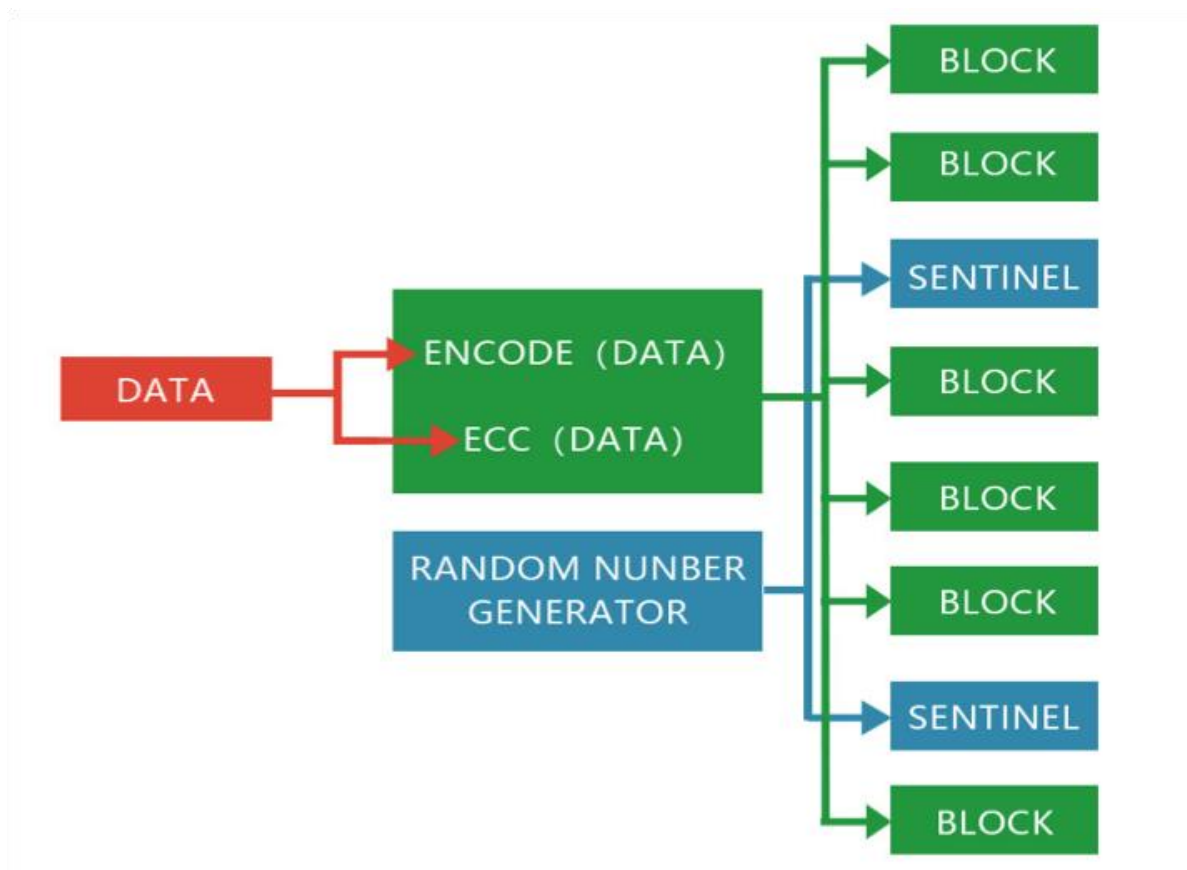 DATA
ENCODE (DATA)
ECC (DATA)
RANDOM NUNBER
GENERATOR
BLOCK
BLOCK
SENTINEL
BLOCK
BLOCK
BLOCK
SENTINEL
BLOCK